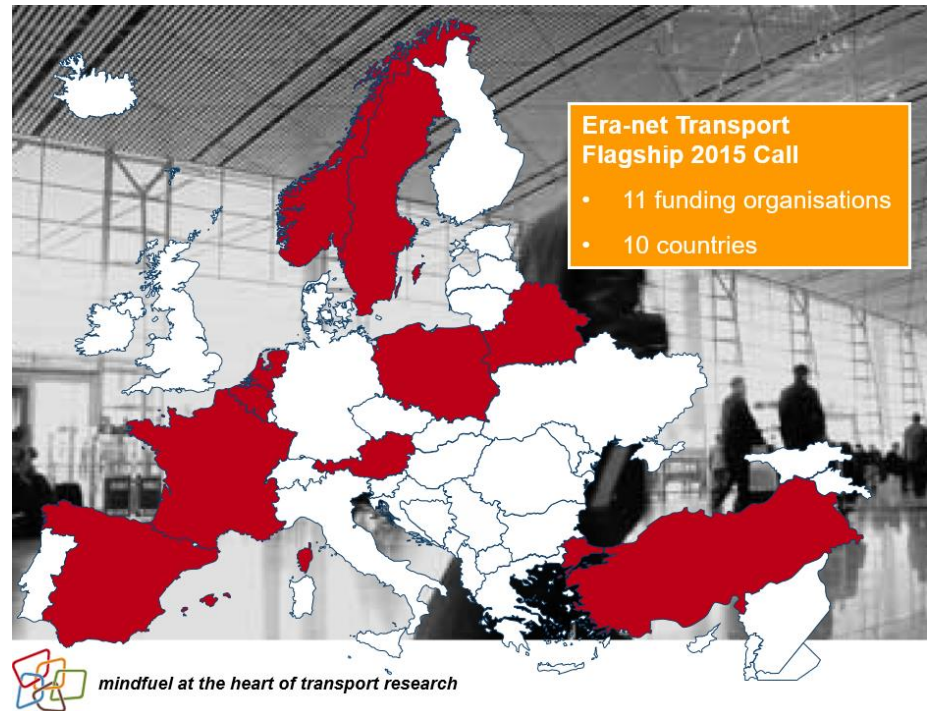 Era-net Transport
Flagship 2015 Call
• 11 funding organisations
• 10 countries
mindfuel at the heart of transport research